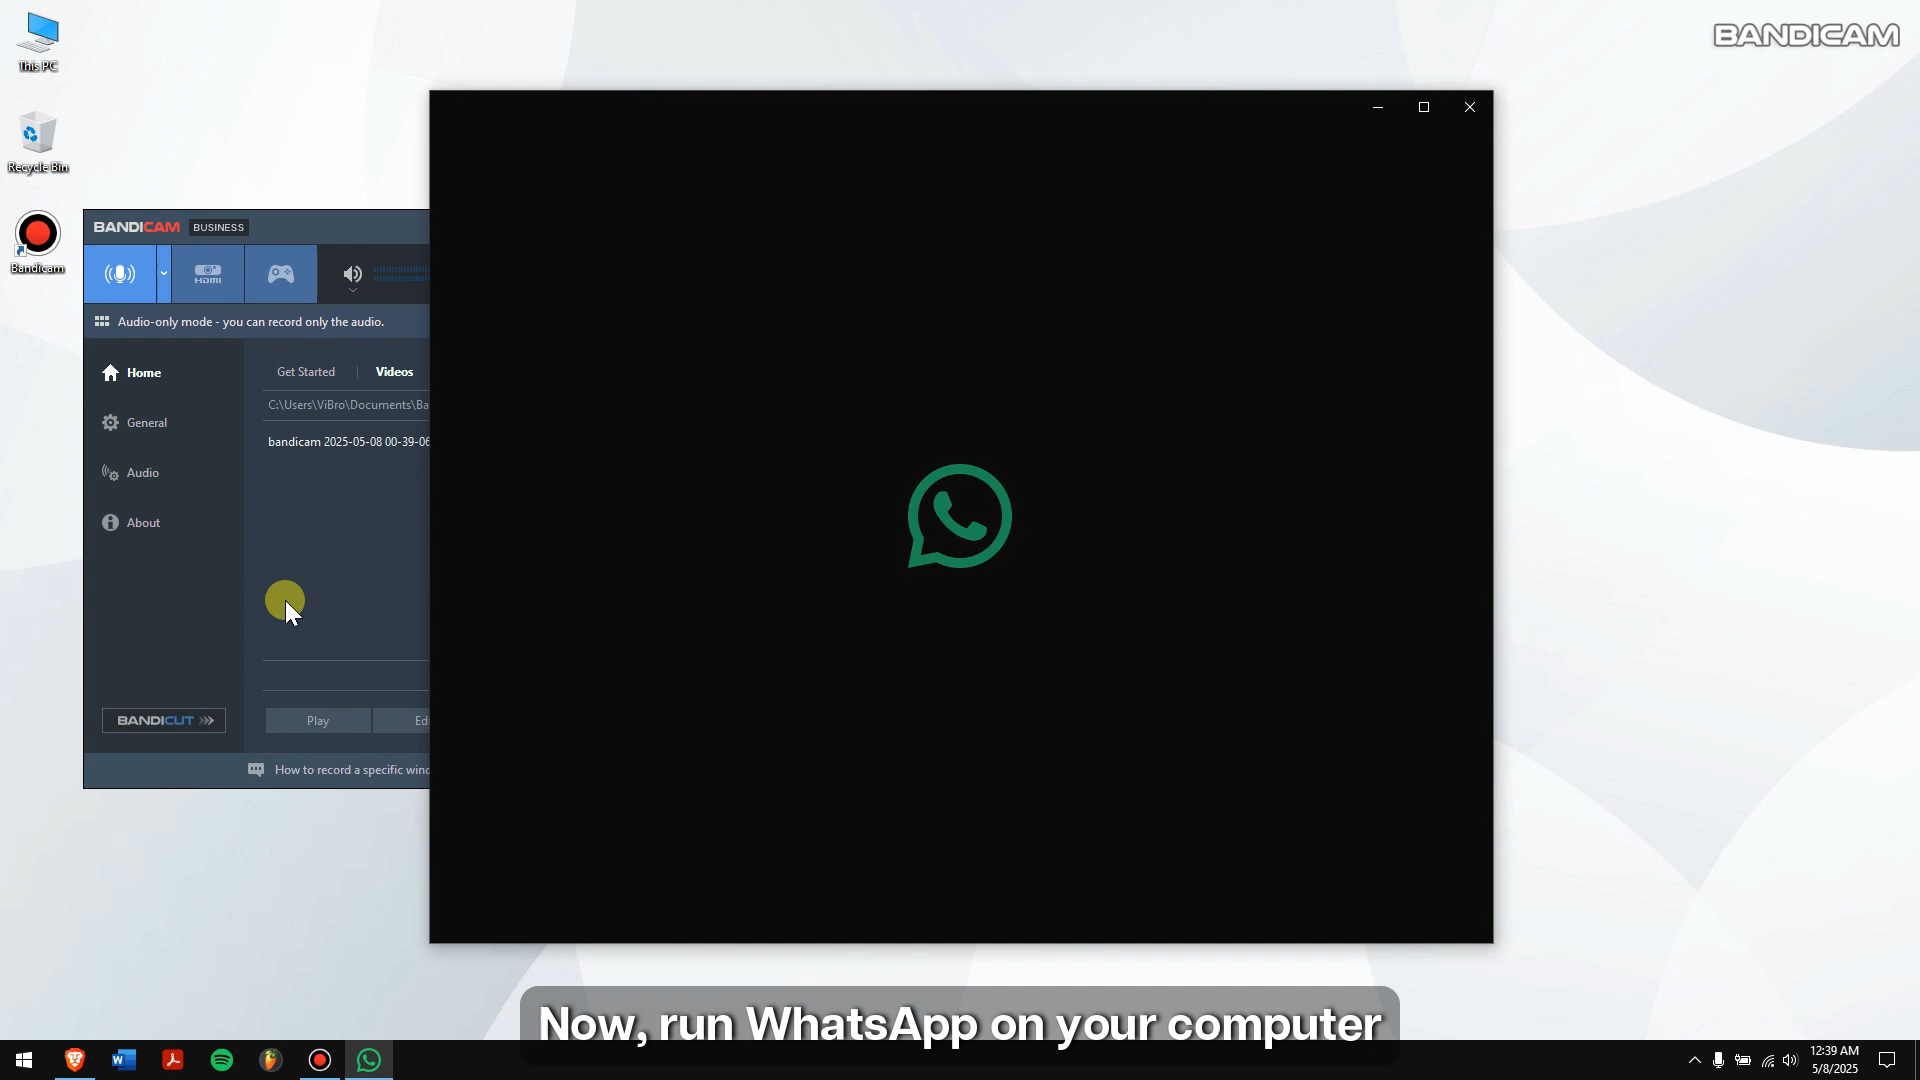 This PC
BANDICAM
Recycle Bin
Bandicam
BANDICAM BUSINESS
HDMI
Audio-only mode - you can record only the audio.
Home
Get Started
Videos
C:\Users\ViBro\Documents\Ba
General
bandicam 2025-05-08 00-39-06
Audio
About
BANDICUT
Play
Edi
How to record a specific wind
Now, run WhatsApp on your computer
12:39 AM
5/8/2025